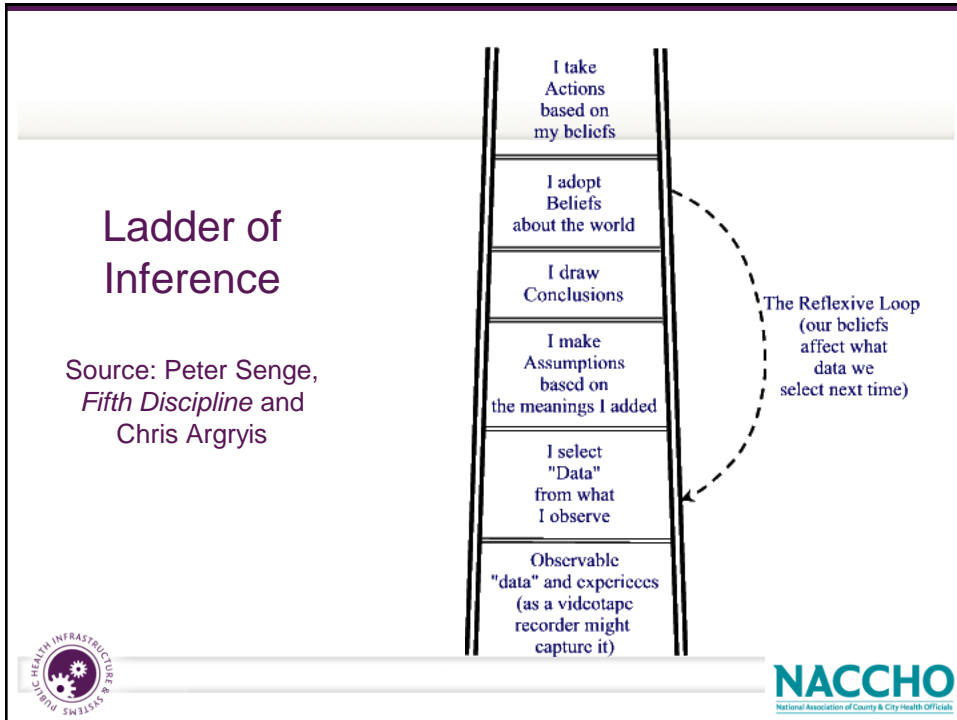 Ladder of
Inference
Source: Peter Senge,
Fifth Discipline and
Chris Argryis
I take
Actions
based on
my beliefs
I adopt
Beliefs
about the world
I draw
Conclusions
I make
Assumptions
based on
the meanings I added
I select
"Data"
from what
I observe
Observable
"data" and experieces
(as a videotape
recorder might
capture it)
The Reflexive Loop
(our beliefs
affect what
data we
select next time)
PUBLIC HEALTH INFRASTRUCTURE & SYSTEMS
NACCHO
National Association of County & City Health Officials